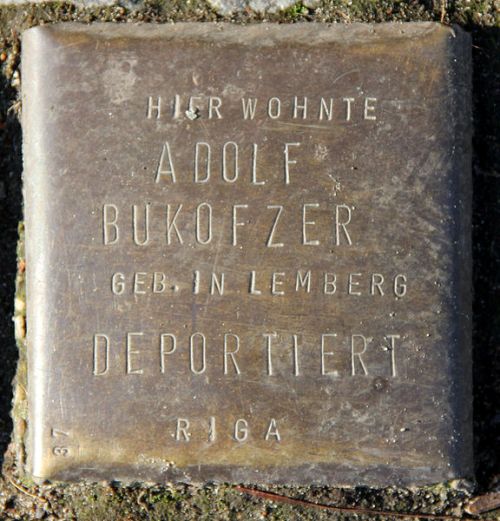 HIER WOHNTE
ADOLF
BUKOFZER
GEB. IN LEMBERG
DEPORTIERT
RIGA
37